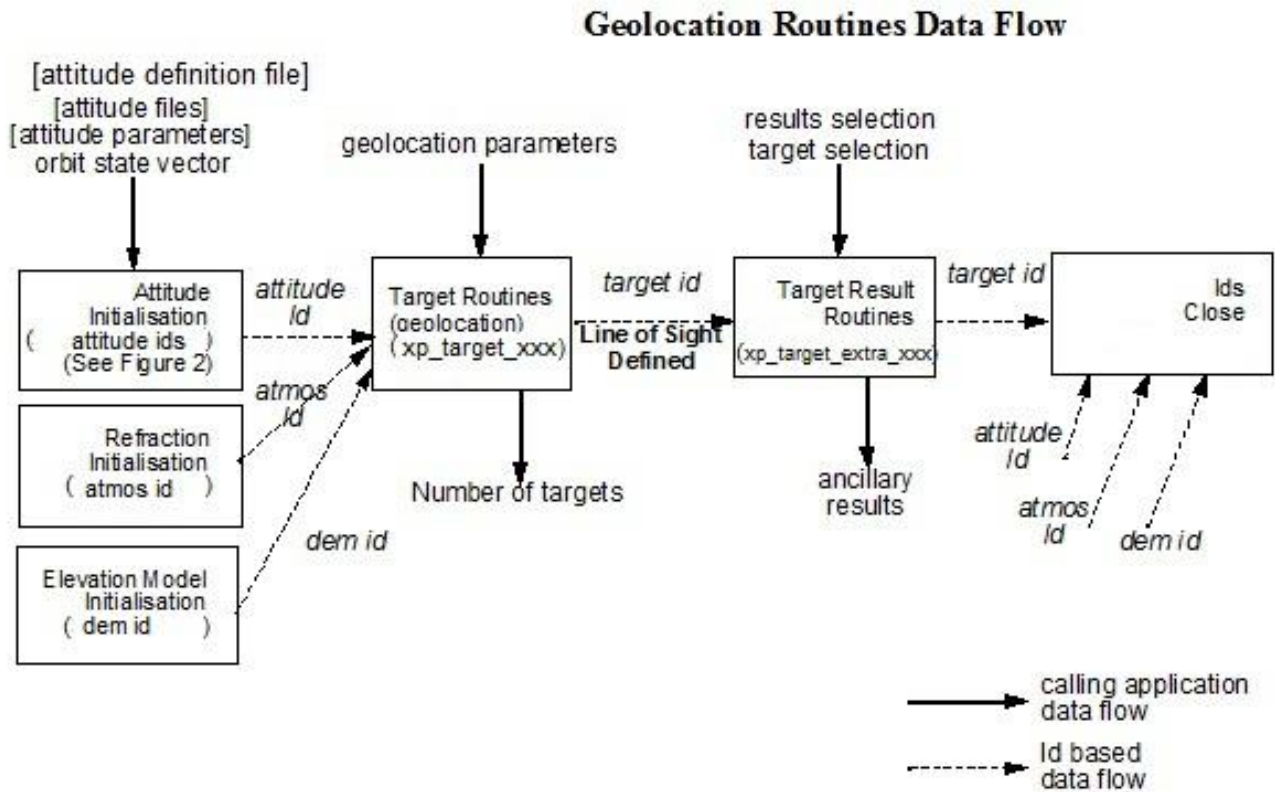 Geolocation Routines Data Flow
[attitude definition file]
[attitude files]
[attitude parameters]
orbit state vector
geolocation parameters
results selection
target selection
Attitude
Initialisation
( attitude ids )
(See Figure 2)
attitude
Id
Target Routines
(geolocation)
( xp_target_xxx)
target id
Line of Sight
Defined
Target Result
Routines
(xp_target_extra_xxx)
target id
Ids
Close
atmos
Id
Refraction
Initialisation
( atmos id )
Number of targets
ancillary
results
attitude
Id
atmos
Id
dem id
dem id
Elevation Model
Initialisation
( dem id )
calling application
data flow
Id based
data flow